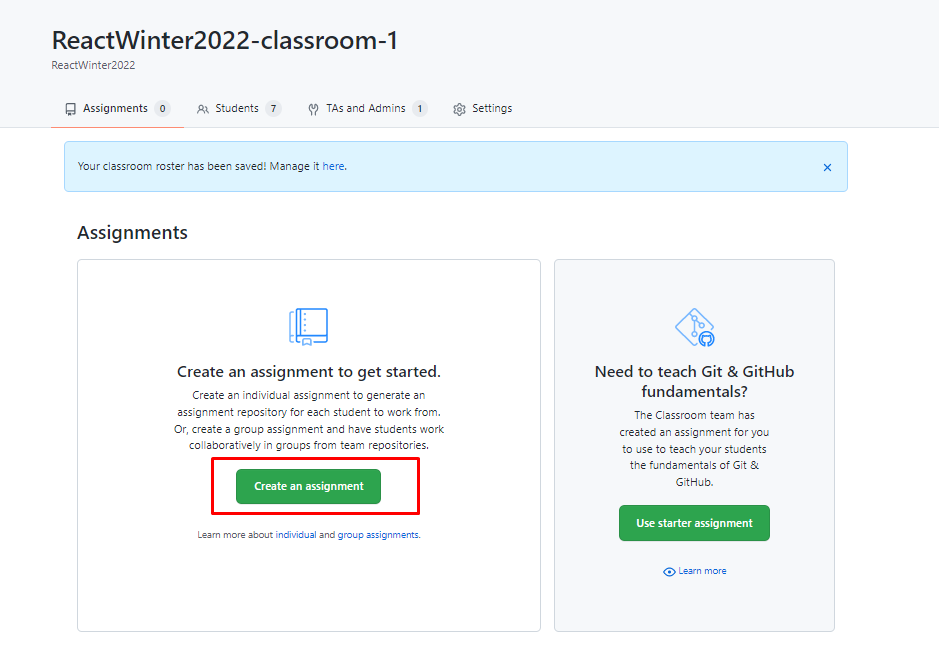 ReactWinter2022-classroom-1
ReactWinter2022
Assignments 0 Students 7 TAs and Admins 1 Settings
Your classroom roster has been saved! Manage it here.
Assignments
Create an assignment to get started.
Create an individual assignment to generate an
assignment repository for each student to work from.
Or, create a group assignment and have students work
collaboratively in groups from team repositories.
Create an assignment
Learn more about individual and group assignments.
Need to teach Git & GitHub
fundamentals?
The Classroom team has
created an assignment for you
to use to teach your students
the fundamentals of Git &
GitHub.
Use starter assignment
Learn more